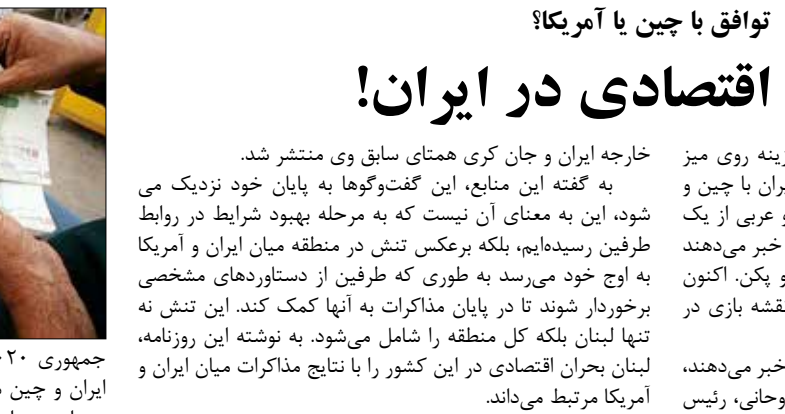 توافق با چین یا آمریکا؟
اقتصادی در ایران!
زینه روی میز
یران با چین و
و عربی از یک
خبر می‌دهند
و پکن. اکنون
نقشه بازی در
خبر می‌دهند،
وحانی، رئیس
خارجه ایران و جان کری همتای سابق وی منتشر شد.
به گفته این منابع، این گفت‌وگوها به پایان خود نزدیک می
شود، این به معنای آن نیست که به مرحله بهبود شرایط در روابط
طرفین رسیده‌ایم، بلکه برعکس تنش در منطقه میان ایران و آمریکا
به اوج خود می‌رسد به طوری که طرفین از دستاوردهای مشخصی
برخوردار شوند تا در پایان مذاکرات به آنها کمک کند. این تنش نه
تنها لبنان بلکه کل منطقه را شامل می‌شود. به نوشته این روزنامه،
لبنان بحران اقتصادی در این کشور را با نتایج مذاکرات میان ایران و
آمریکا مرتبط می‌داند.
جمهوری ۲۰
ایران و چین